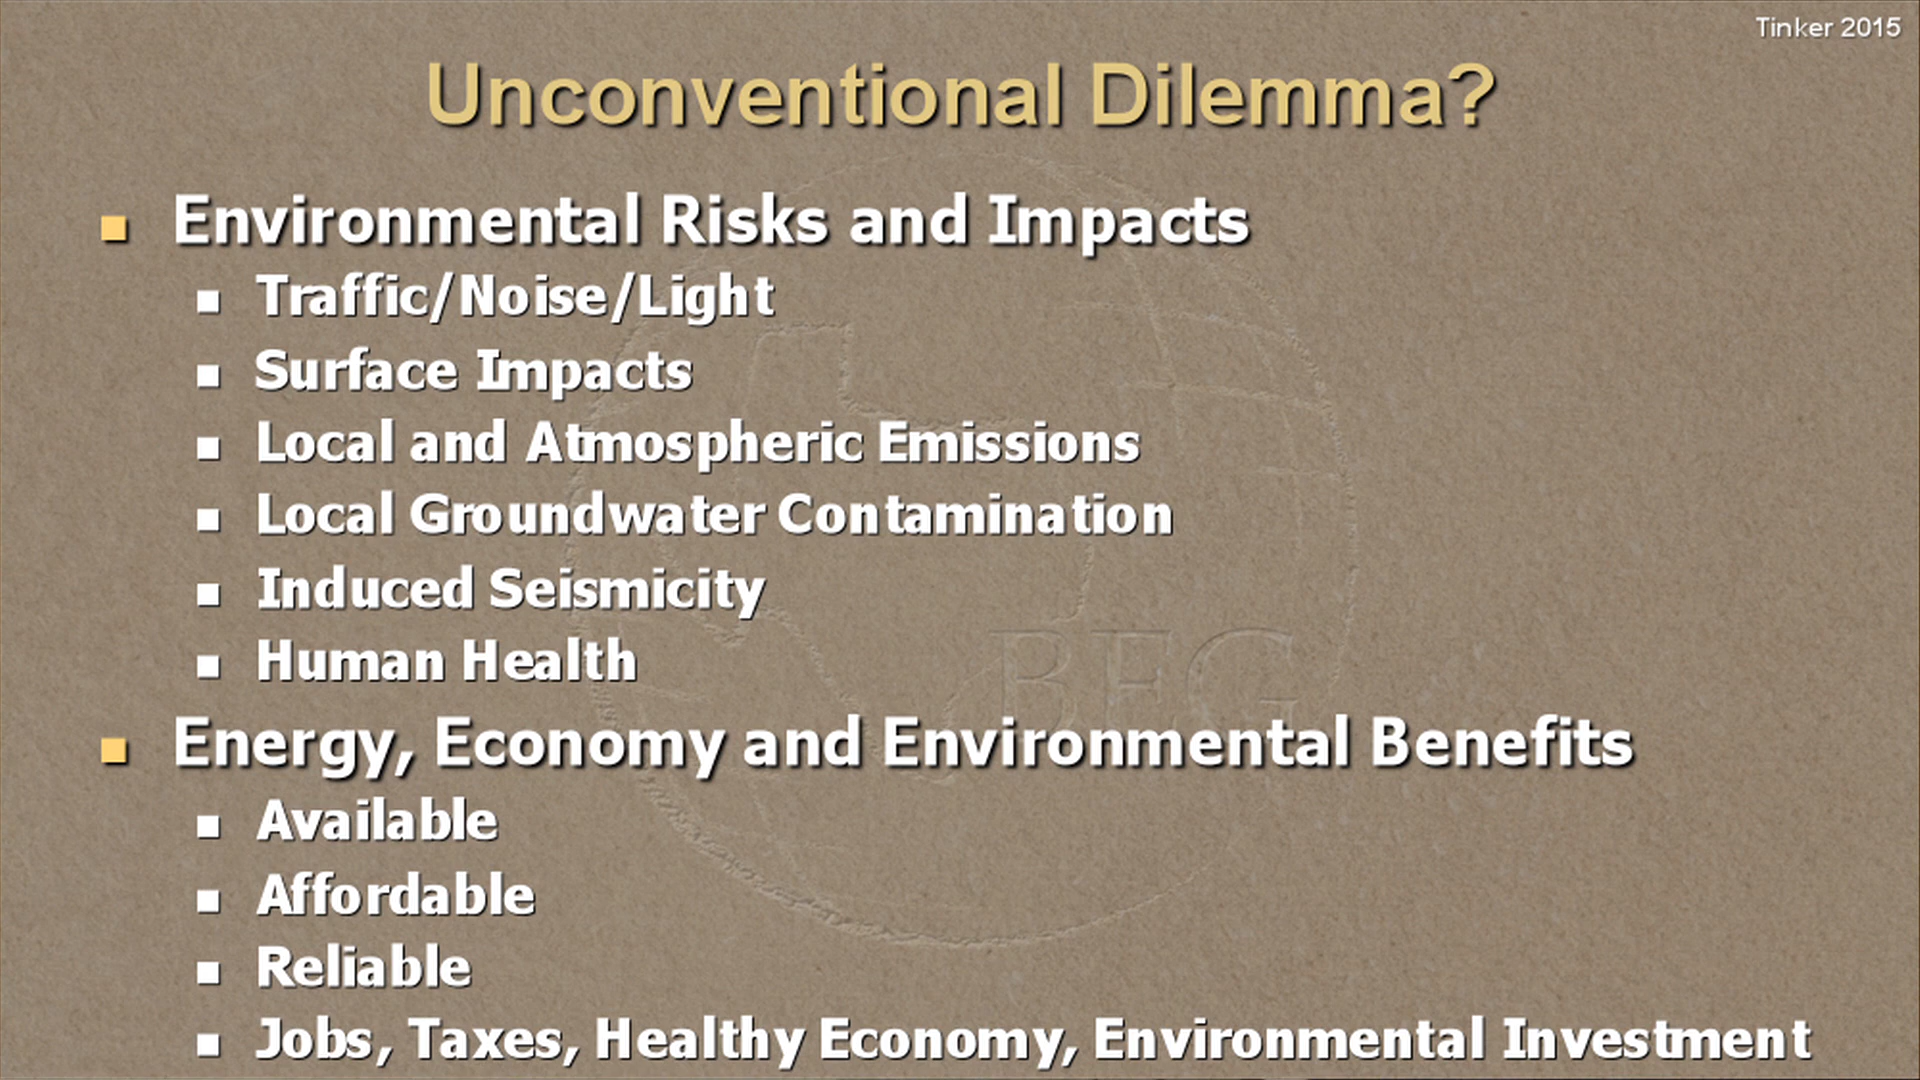 Tinker 2015
Unconventional Dilemma?
Environmental Risks and Impacts
Traffic/Noise/Light
Surface Impacts
Local and Atmospheric Emissions
Local Groundwater Contamination
Induced Seismicity
Human Health
BEG
Energy, Economy and Environmental Benefits
Available
Affordable
Reliable
Jobs, Taxes, Healthy Economy, Environmental Investment